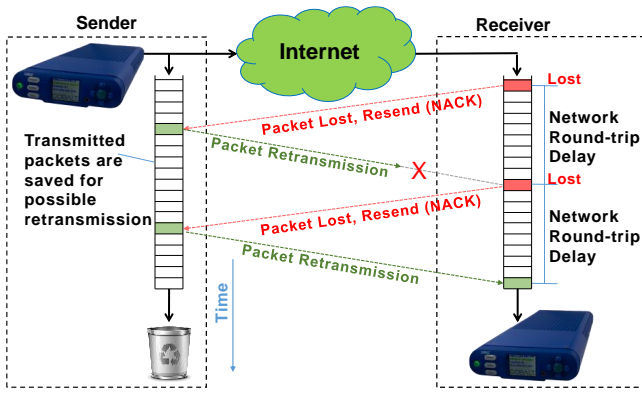 Sender
Receiver
Internet
Lost
Packet Lost, Resend (NACK)
Network
Round-trip
Delay
Transmitted
packets are
saved for
possible
retransmission
Packet Retransmission
X
Lost
Packet Lost, Resend (NACK)
Network
Round-trip
Delay
Packet Retransmission
Time
COBALT